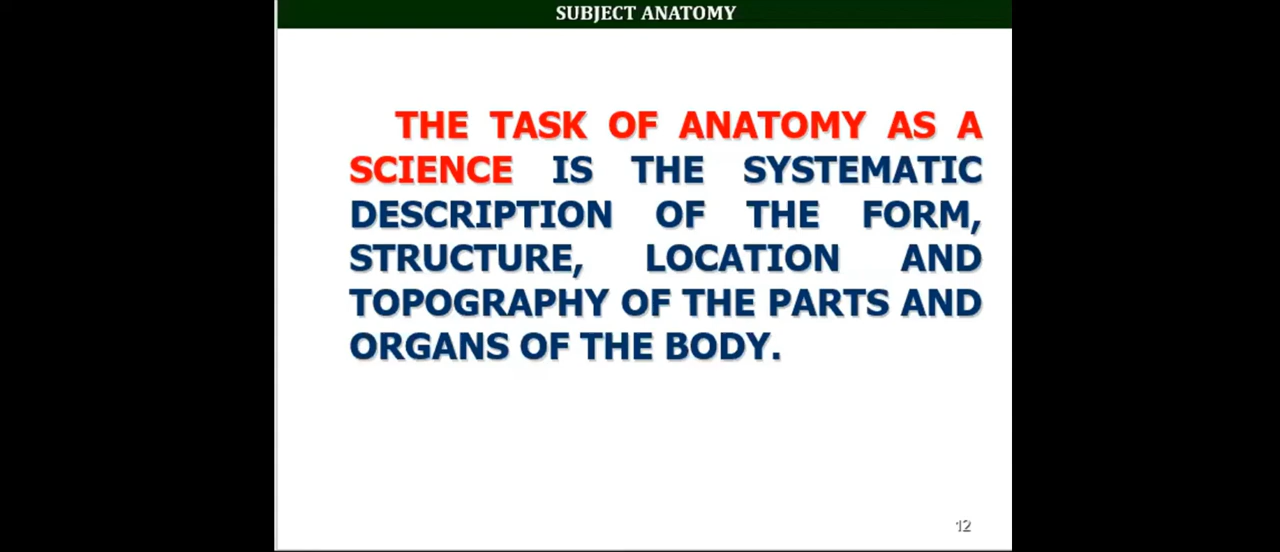 SUBJECT ANATOMY
THE TASK OF ANATOMY AS A
SCIENCE IS THE SYSTEMATIC
DESCRIPTION OF THE FORM,
STRUCTURE, LOCATION AND
TOPOGRAPHY OF THE PARTS AND
ORGANS OF THE BODY.
12